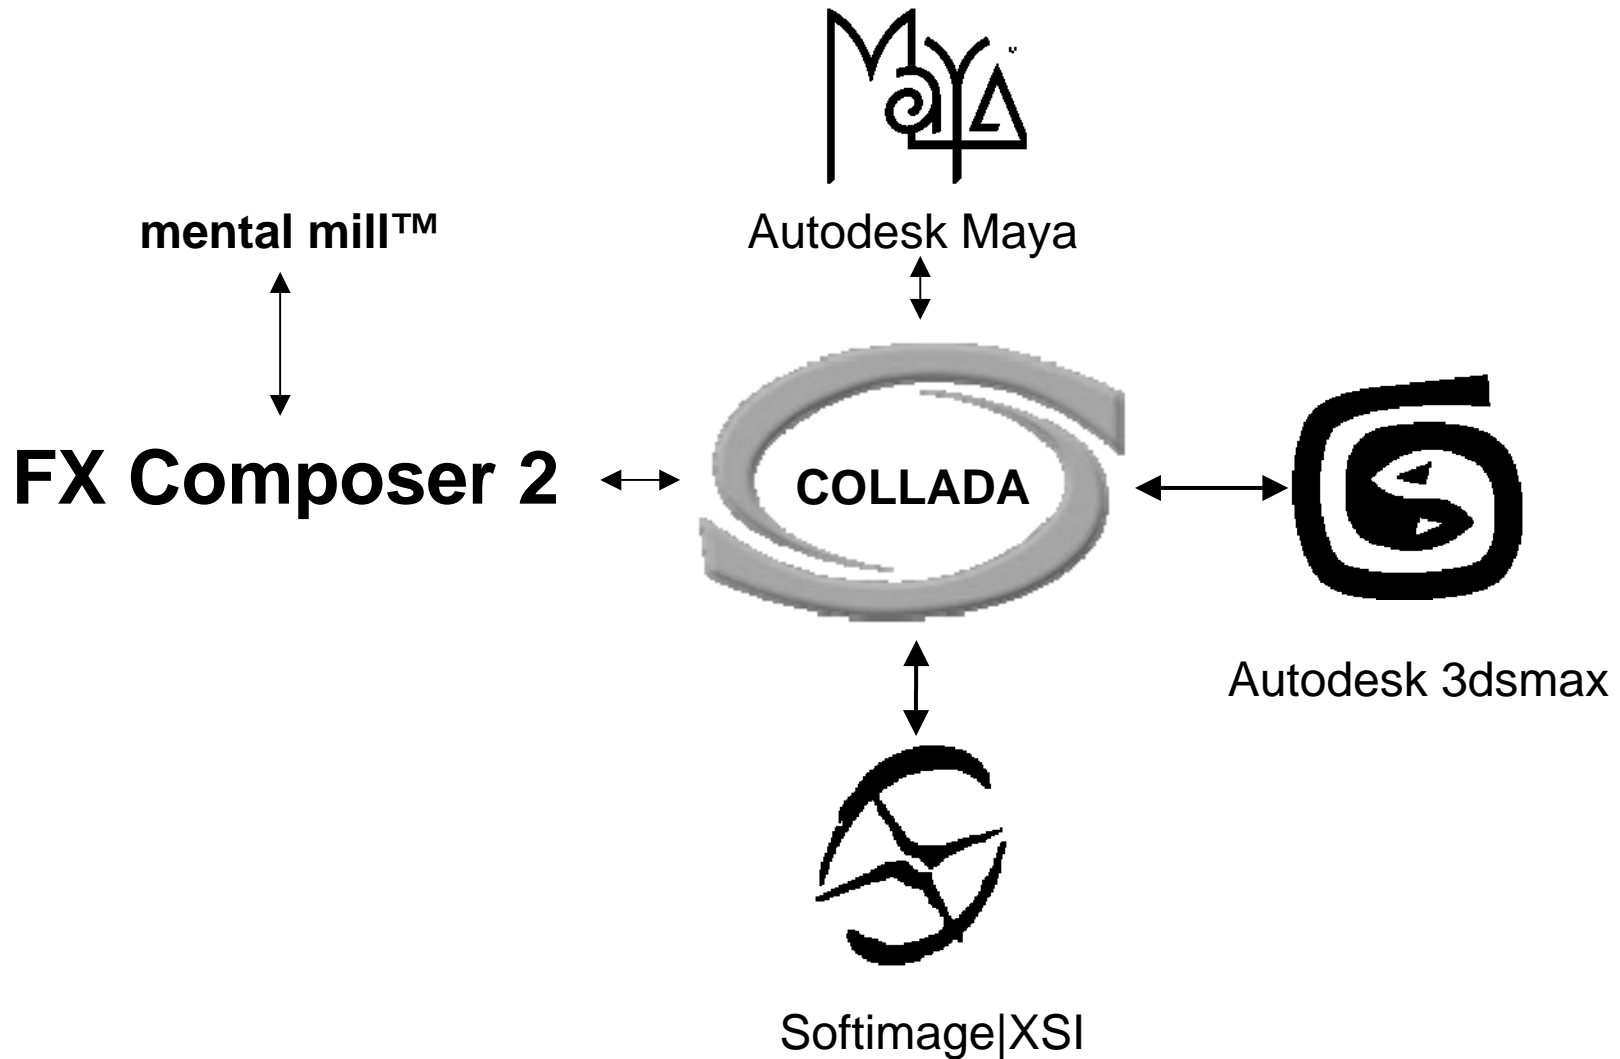 MAYA
mental mill™
Autodesk Maya
FX Composer 2
COLLADA
Autodesk 3dsmax
Softimage|XSI